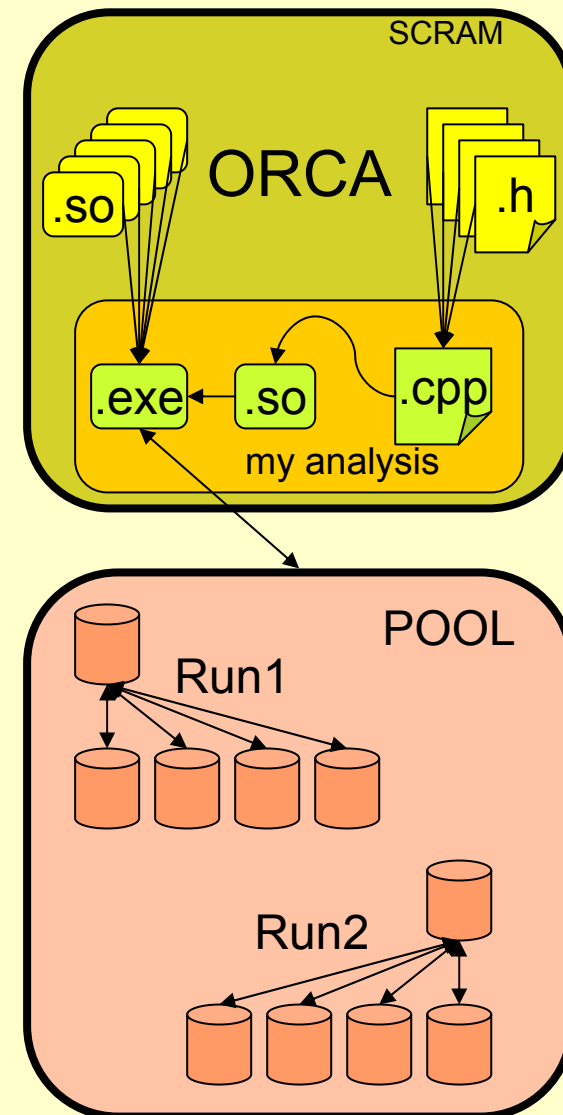 SCRAM
ORCA
.so
.h
.exe
.so
.cpp
my analysis
POOL
Run1
Run2